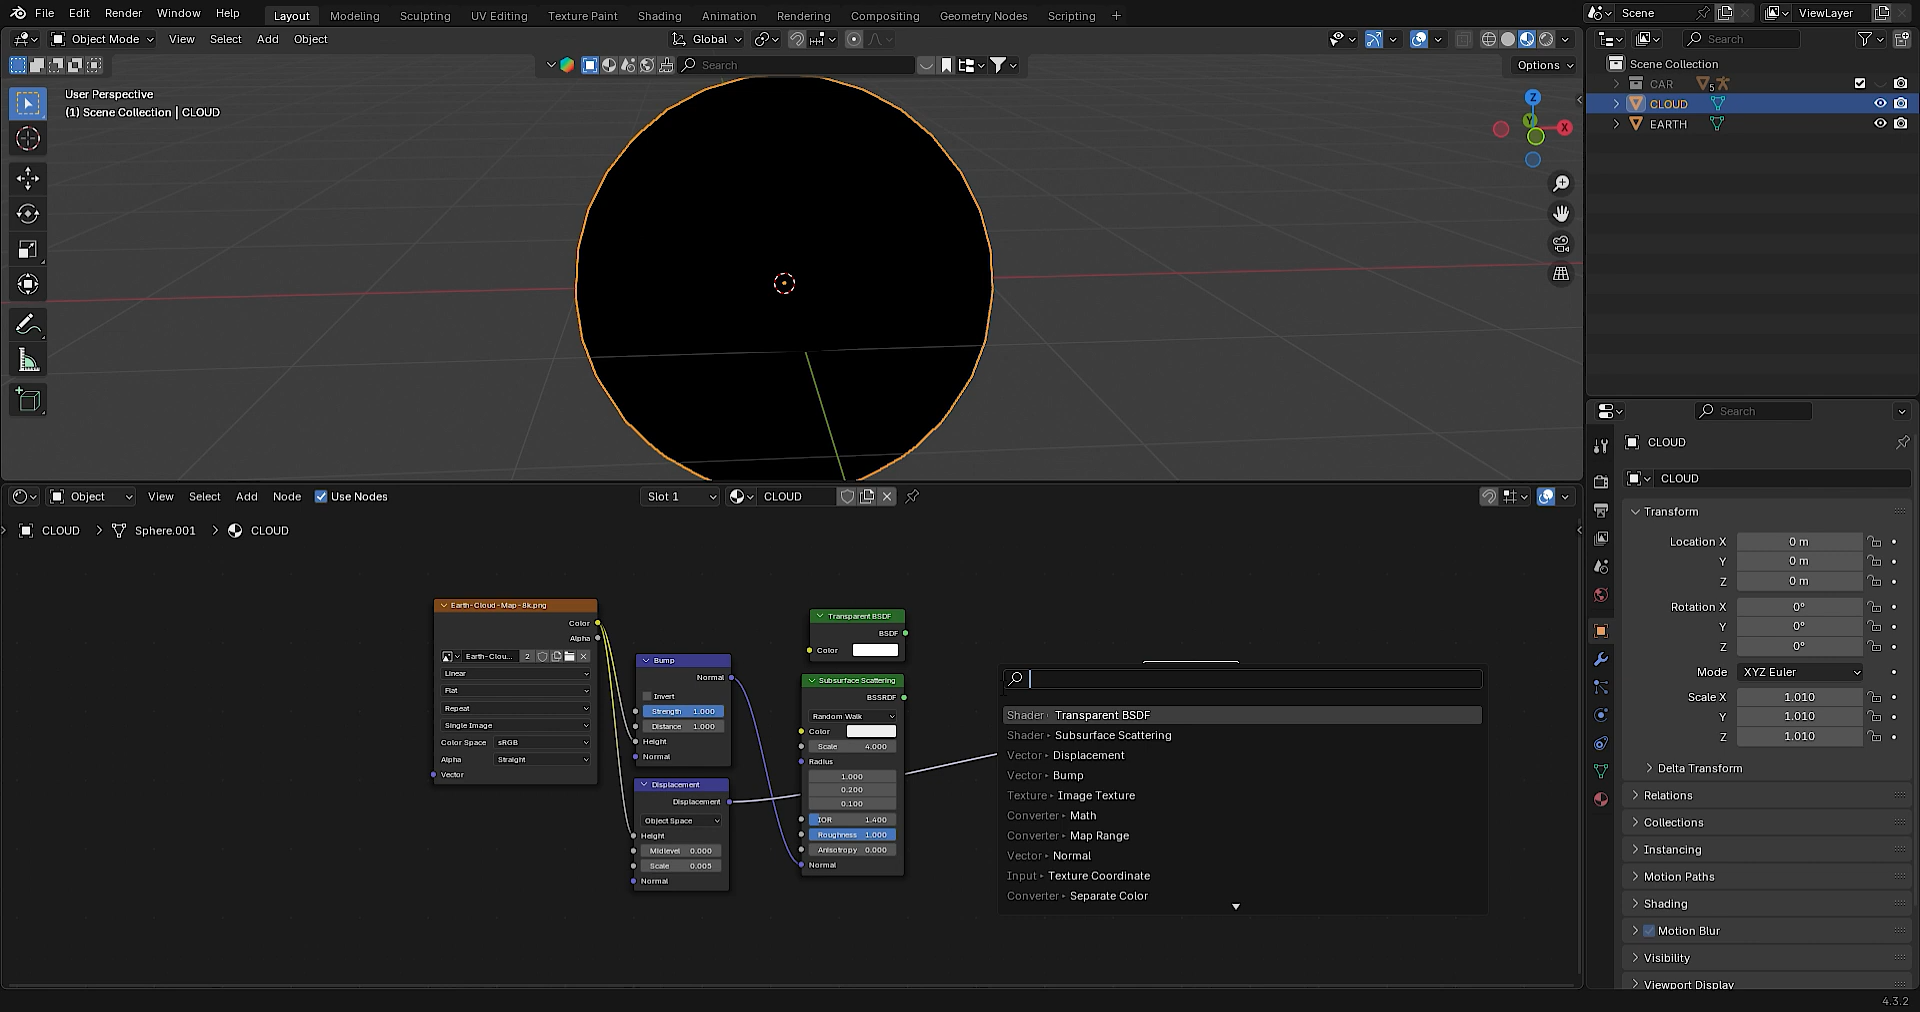 File Edit Render Window Help Layout Modeling Sculpting UV Editing Texture Paint Shading Animation Rendering Compositing Geometry Nodes Scripting + Scene ViewLayer
Object Mode View Select Add Object Global Search
Search Options
User Perspective
(1) Scene Collection | CLOUD
Z
Y
X
Scene Collection
CAR 5
CLOUD
EARTH
Object View Select Add Node Use Nodes Slot 1 CLOUD
CLOUD > Sphere.001 > CLOUD
Earth-Cloud-Map-8k.png
Color
Alpha
Earth-Clou... 2
Linear
Flat
Repeat
Single Image
Color Space sRGB
Alpha Straight
Vector
Bump
Normal
Invert
Strength 1.000
Distance 1.000
Height
Normal
Displacement
Displacement
Object Space
Height
Midlevel 0.000
Scale 0.005
Normal
Transparent BSDF
BSDF
Color
Subsurface Scattering
BSSRDF
Random Walk
Color
Scale 4.000
Radius
1.000
0.200
0.100
IOR 1.400
Roughness 1.000
Anisotropy 0.000
Normal
Shader ▸ Transparent BSDF
Shader ▸ Subsurface Scattering
Vector ▸ Displacement
Vector ▸ Bump
Texture ▸ Image Texture
Converter ▸ Math
Converter ▸ Map Range
Vector ▸ Normal
Input ▸ Texture Coordinate
Converter ▸ Separate Color
Search
CLOUD
CLOUD
Transform
Location X 0 m
Y 0 m
Z 0 m
Rotation X 0°
Y 0°
Z 0°
Mode XYZ Euler
Scale X 1.010
Y 1.010
Z 1.010
Delta Transform
Relations
Collections
Instancing
Motion Paths
Shading
Motion Blur
Visibility
Viewport Display
4.3.2